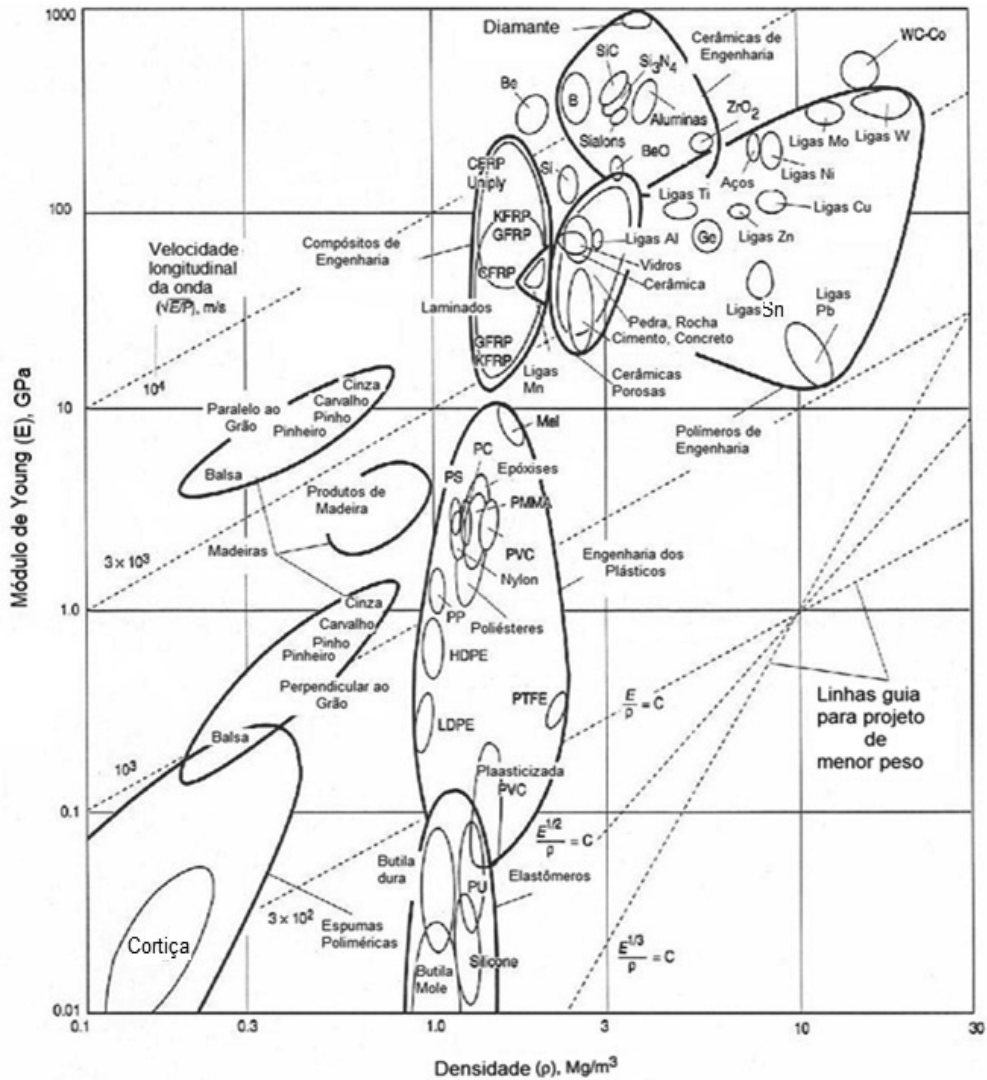 1000
Diamante
Cerâmicas de
Engenharia
WC-Co
SiC
Si3N4
Be
B
Aluminas
ZrO2
Sialons
BeO
Ligas Mo
Ligas W
CFRP
Uniply
Si
Ligas Ti
Aços
Ligas Ni
KFRP
GFRP
100
Ligas Al
Ge
Ligas Zn
Ligas Cu
Velocidade
longitudinal
da onda
(√E/P), m/s
Compósitos de
Engenharia
Vidros
CFRP
Cerâmica
Laminados
Ligas Sn
Ligas
Pb
Pedra, Rocha
Cimento, Concreto
GFRP
KFRP
Ligas
Mn
Cerâmicas
Porosas
10⁴
Cinza
Carvalho
Pinho
Pinheiro
Paralelo ao
Grão
Balsa
10
Mel
Polímeros de
Engenharia
PC
PS
Epóxises
Produtos de
Madeira
PMMA
PVC
Madeiras
3 × 10³
Nylon
Engenharia dos
Plásticos
1.0
Cinza
Carvalho
Pinho
Pinheiro
PP
Poliésteres
HDPE
Perpendicular ao
Grão
LDPE
PTFE
E/ρ = C
Linhas guia
para projeto
de
menor peso
Balsa
10³
Plaasticizada
PVC
0.1
E^1/2/ρ = C
Butila
dura
PU
Elastômeros
3 × 10²
Espumas
Poliméricas
Cortiça
Silicone
Butila
Mole
E^1/3/ρ = C
0.01
0.1
0.3
1.0
3
10
30
Módulo de Young (E), GPa
Densidade (ρ), Mg/m³